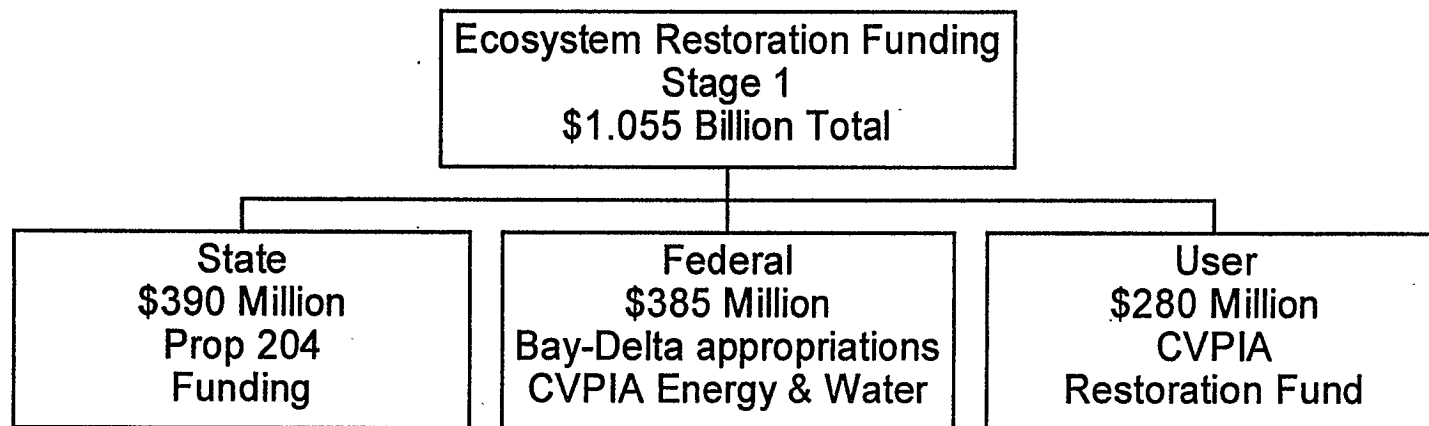 Ecosystem Restoration Funding
Stage 1
$1.055 Billion Total
State
$390 Million
Prop 204
Funding
Federal
$385 Million
Bay-Delta appropriations
CVPIA Energy & Water
User
$280 Million
CVPIA
Restoration Fund